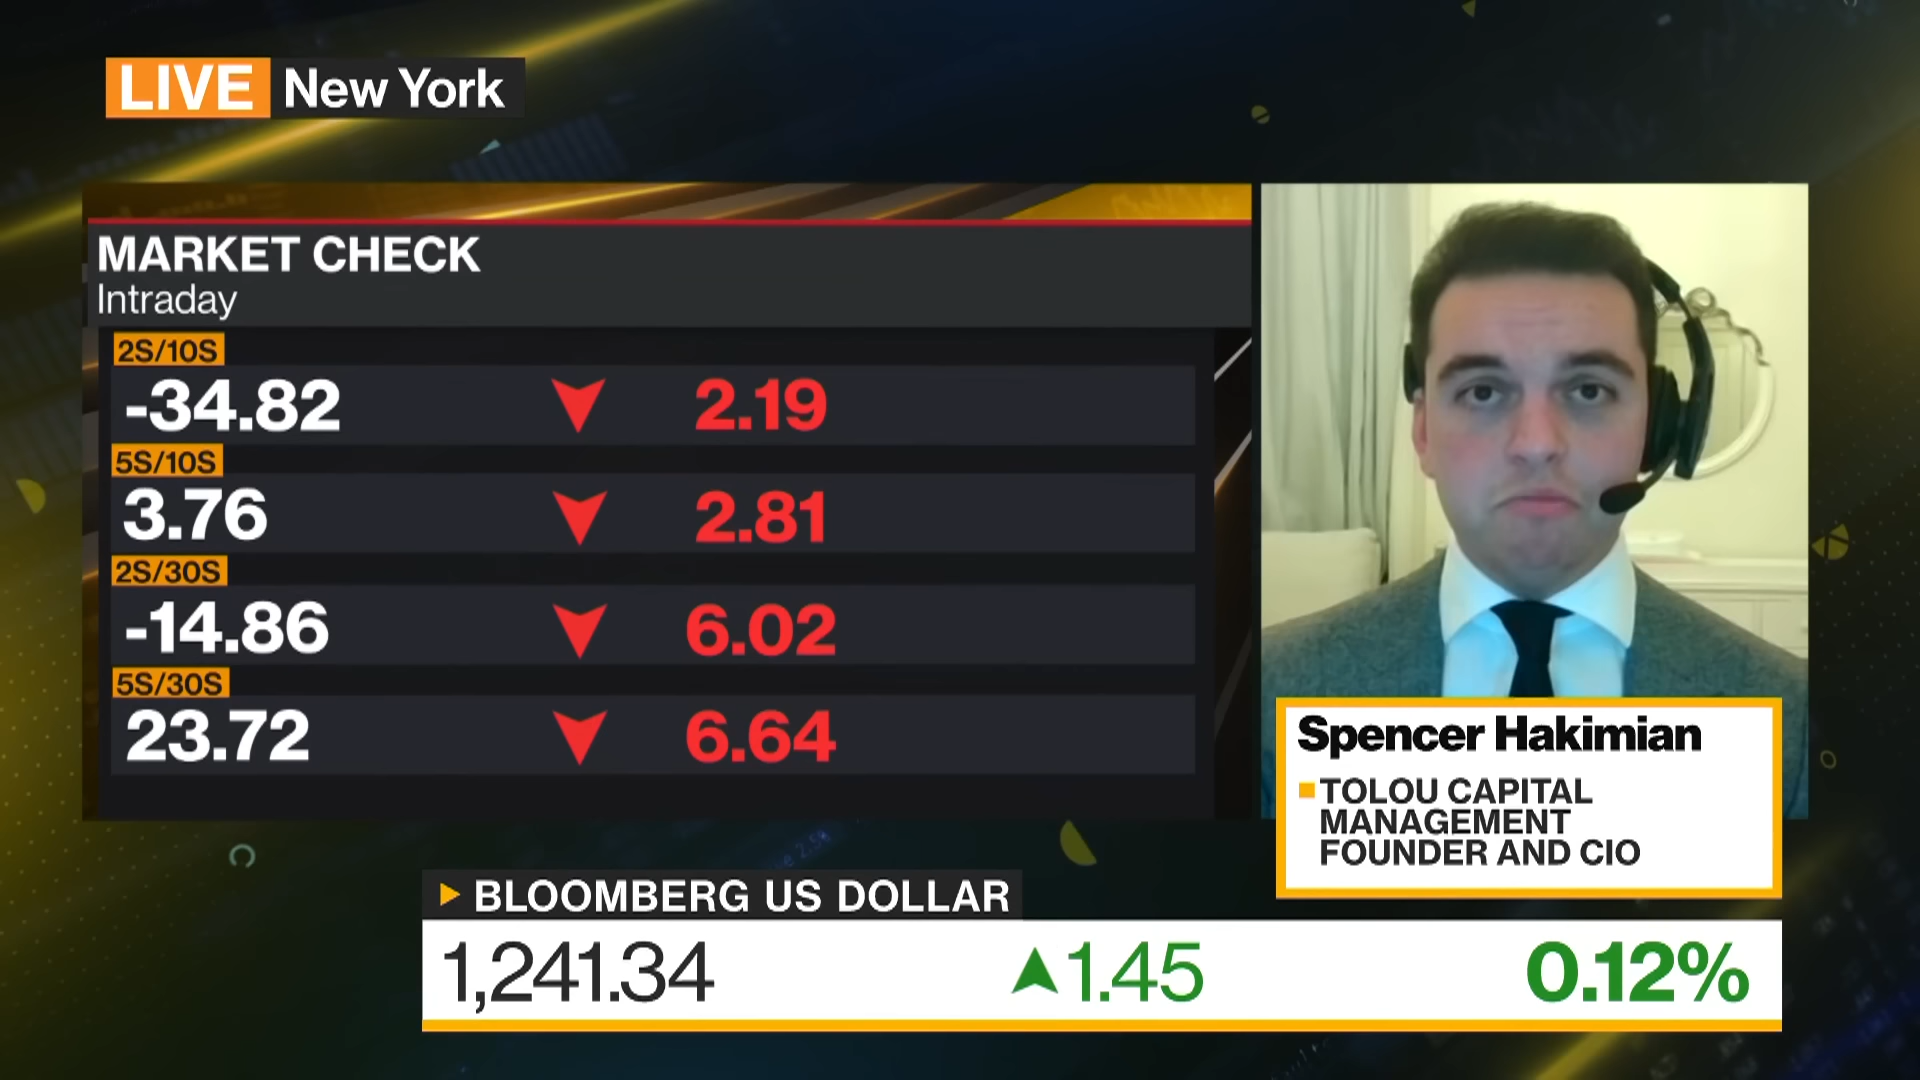 LIVE New York
MARKET CHECK
Intraday
2S/10S
-34.82 2.19
5S/10S
3.76 2.81
2S/30S
-14.86 6.02
5S/30S
23.72 6.64
Spencer Hakimian
TOLOU CAPITAL
MANAGEMENT
FOUNDER AND CIO
BLOOMBERG US DOLLAR
1,241.34 1.45 0.12%